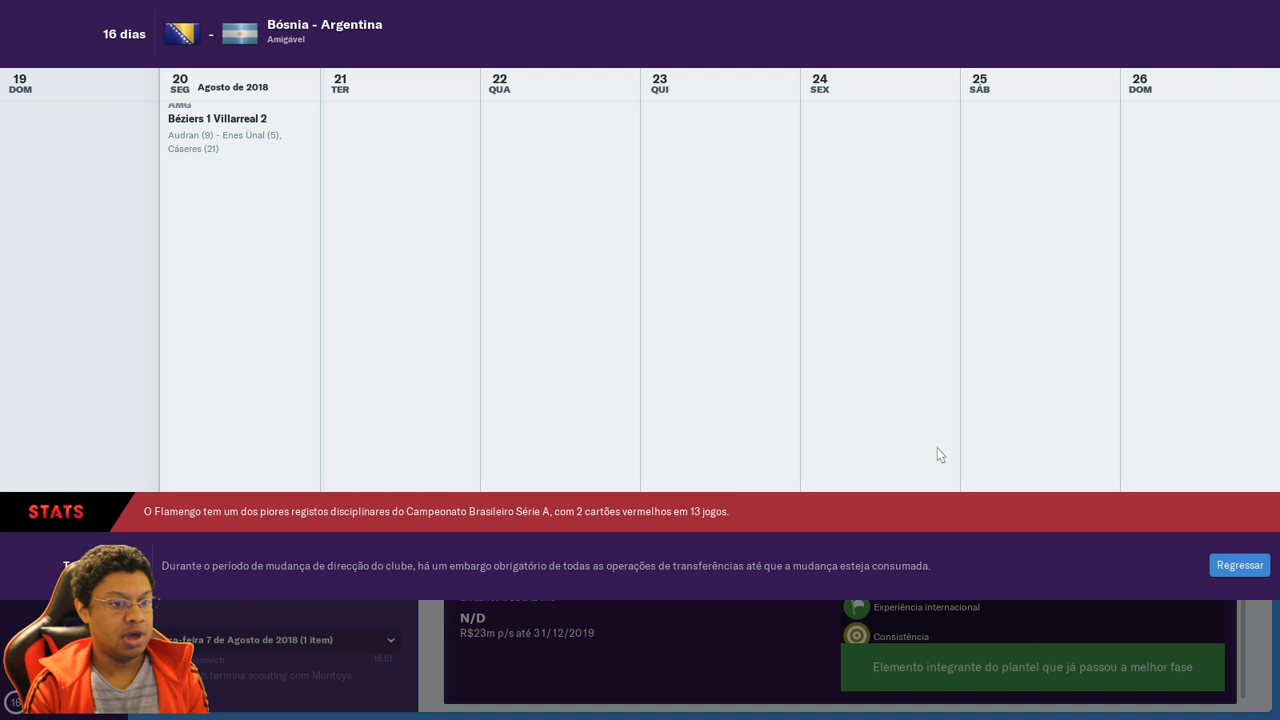 16 dias
-
Bósnia - Argentina
Amigável
19
DOM
20
SEG
Agosto de 2018
21
TER
22
QUA
23
QUI
24
SEX
25
SÁB
26
DOM
AMG
Béziers 1 Villarreal 2
Audran (9) - Enes Ünal (5),
Cáseres (21)
STATS
O Flamengo tem um dos piores registos disciplinares do Campeonato Brasileiro Série A, com 2 cartões vermelhos em 13 jogos.
Durante o período de mudança de direcção do clube, há um embargo obrigatório de todas as operações de transferências até que a mudança esteja consumada.
Regressar
N/D
R$23m p/s até 31/12/2019
Experiência internacional
Consistência
Elemento integrante do plantel que já passou a melhor fase
7 de Agosto de 2018 (1 item)
termina scouting com Montoya
16